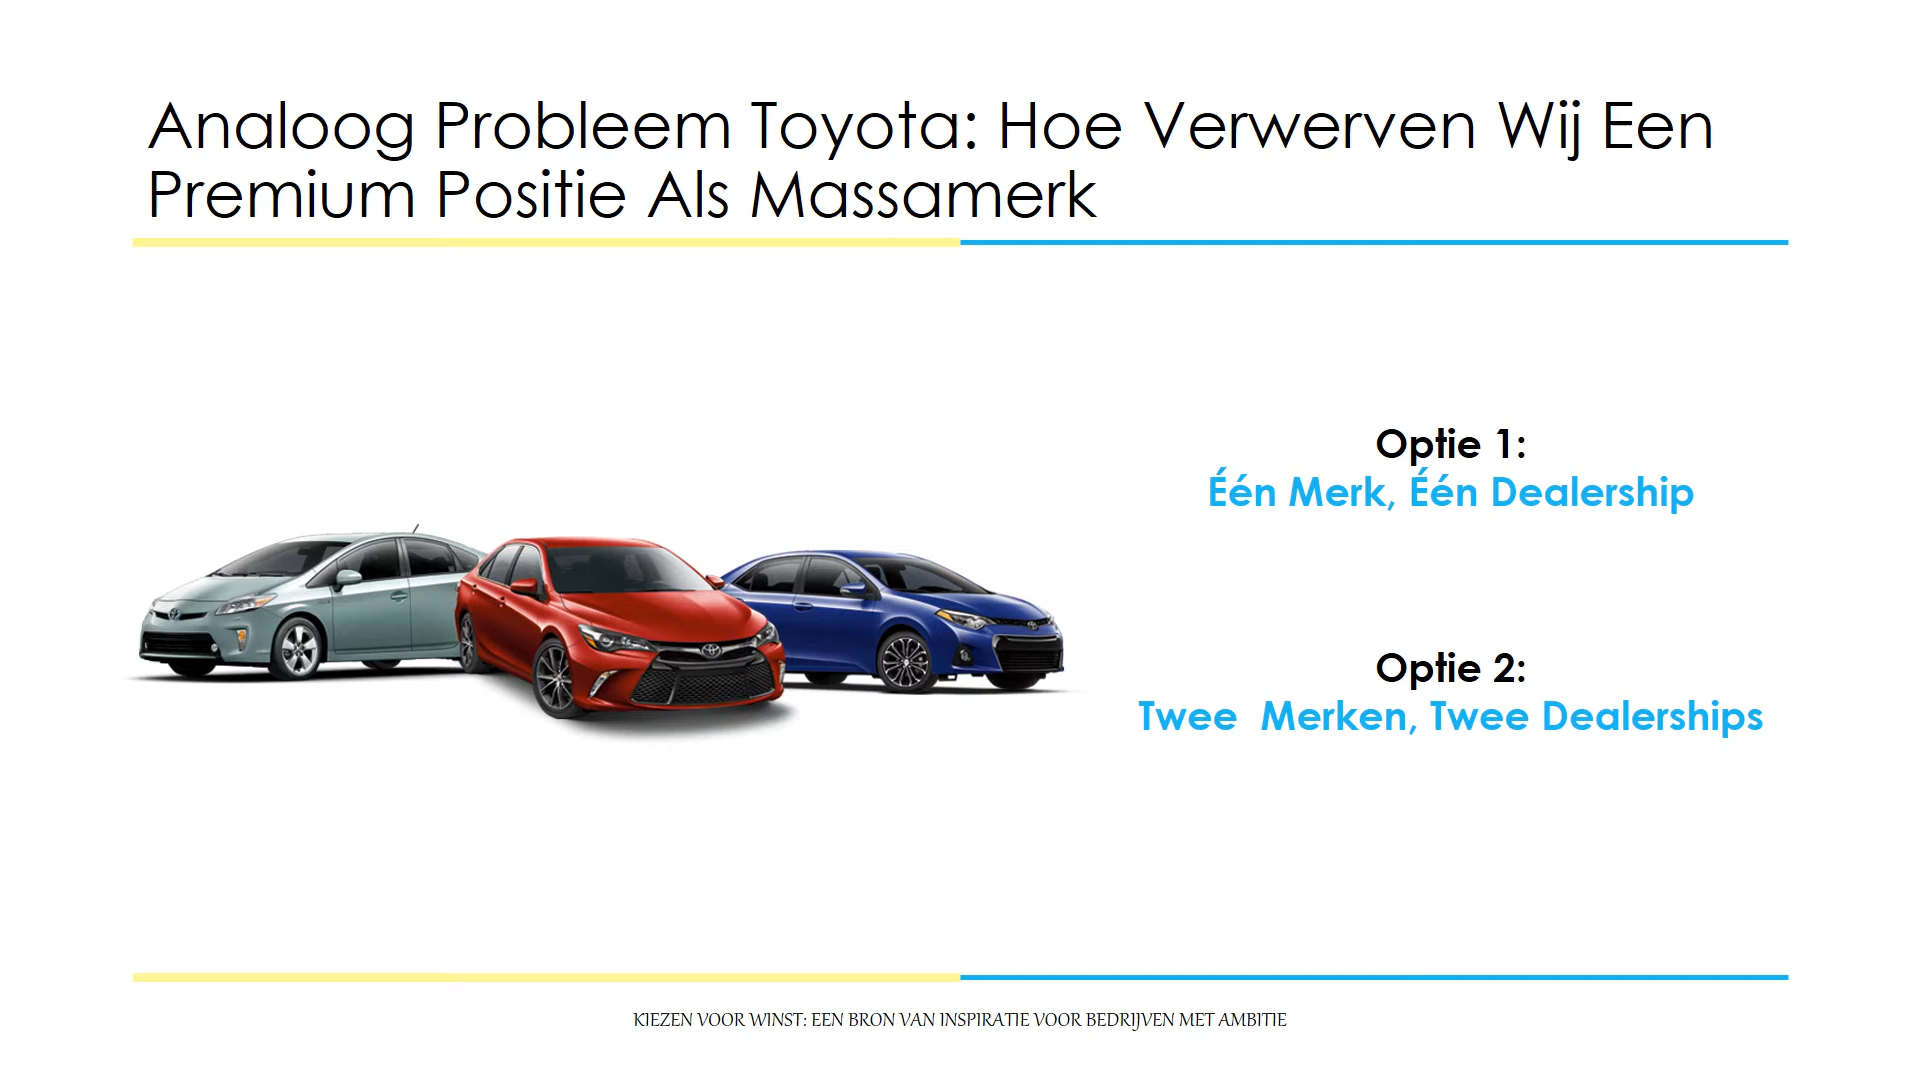 Analoog Probleem Toyota: Hoe Verwerven Wij Een
Premium Positie Als Massamerk
Optie 1:
Één Merk, Één Dealership
Optie 2:
Twee  Merken, Twee Dealerships
KIEZEN VOOR WINST: EEN BRON VAN INSPIRATIE VOOR BEDRIJVEN MET AMBITIE